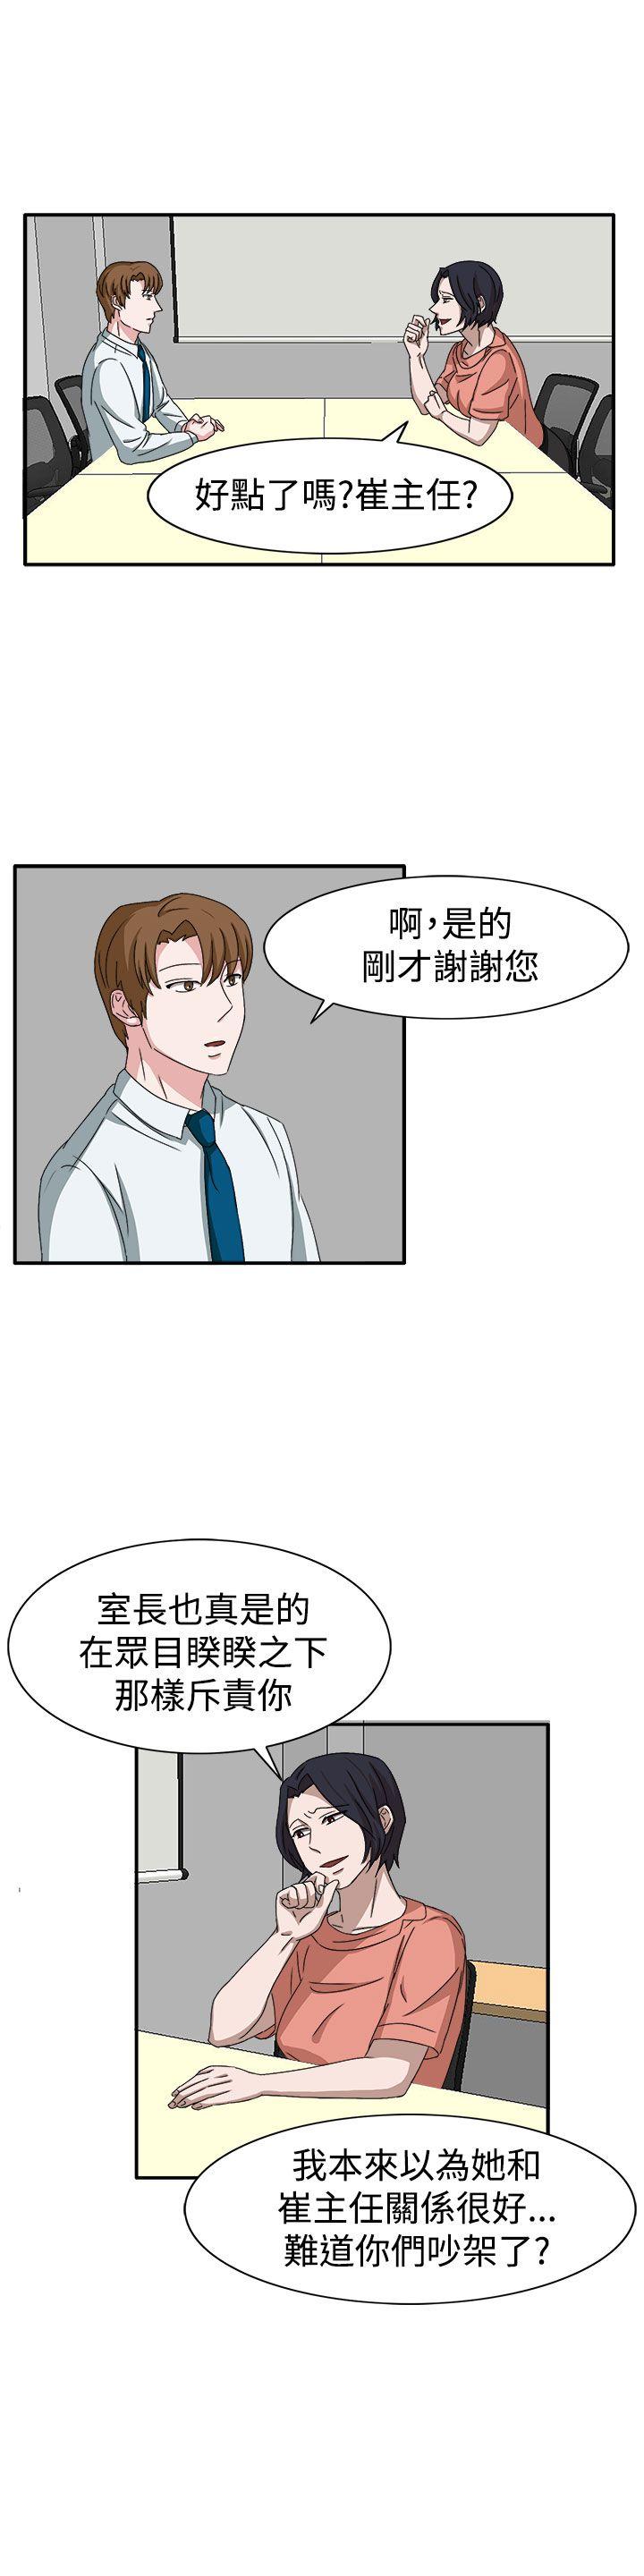 好點了嗎?崔主任?
啊,是的
剛才謝謝您
室長也真是的
在眾目睽睽之下
那樣斥責你
我本來以為她和
崔主任關係很好...
難道你們吵架了?